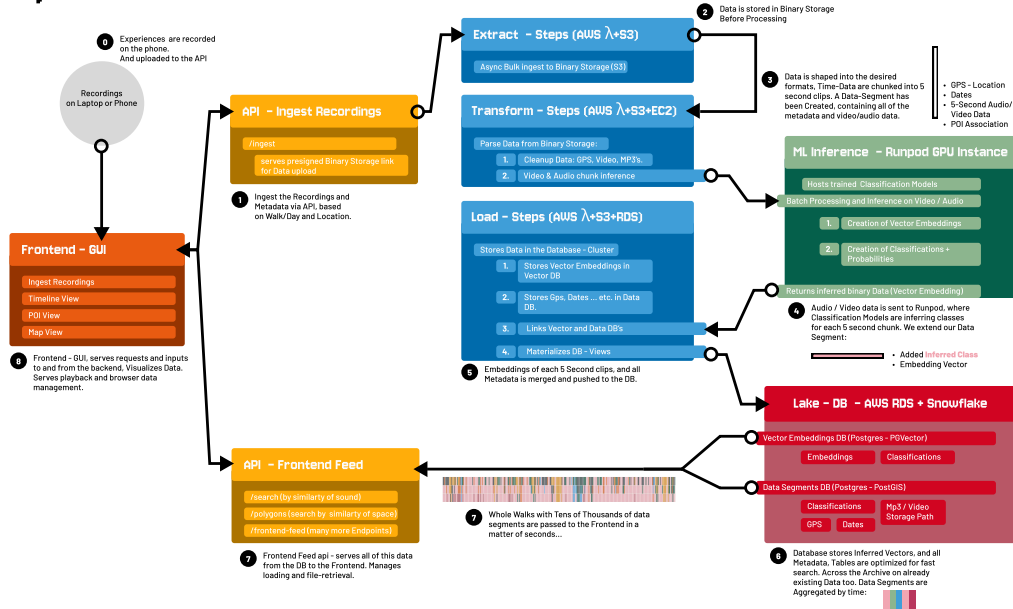 0
Experiences are recorded
on the phone.
And uploaded to the API
Recordings
on Laptop or Phone
API - Ingest Recordings
/ingest
serves presigned Binary Storage link
for Data upload
1
Ingest the Recordings and
Metadata via API, based
on Walk/Day and Location.
Extract - Steps (AWS λ+S3)
Async Bulk ingest to Binary Storage (S3)
2
Data is stored in Binary Storage
Before Processing
Transform - Steps (AWS λ+S3+EC2)
Parse Data from Binary Storage:
1. Cleanup Data: GPS, Video, MP3's.
2. Video & Audio chunk inference
3
Data is shaped into the desired
formats, Time-Data are chunked into 5
second clips. A Data-Segment has
been Created, containing all of the
metadata and video/audio data.
• GPS - Location
• Dates
• 5-Second Audio/
Video Data
• POI Association
ML Inference - Runpod GPU Instance
Hosts trained Classification Models
Batch Processing and Inference on Video / Audio
1. Creation of Vector Embeddings
2. Creation of Classifications +
Probabilities
Returns inferred binary Data (Vector Embedding)
4
Audio / Video data is sent to Runpod, where
Classification Models are inferring classes
for each 5 second chunk. We extend our Data
Segment:
• Added Inferred Class
• Embedding Vector
Load - Steps (AWS λ+S3+RDS)
Stores Data in the Database - Cluster
1. Stores Vector Embeddings in
Vector DB
2. Stores Gps, Dates ... etc. in Data
DB.
3. Links Vector and Data DB's
4. Materializes DB - Views
5
Embeddings of each 5 Second clips, and all
Metadata is merged and pushed to the DB.
Frontend - GUI
Ingest Recordings
Timeline View
POI View
Map View
8
Frontend - GUI, serves requests and inputs
to and from the backend, Visualizes Data.
Serves playback and browser data
management.
Lake - DB - AWS RDS + Snowflake
Vector Embeddings DB (Postgres - PGVector)
Embeddings
Classifications
Data Segments DB (Postgres - PostGIS)
Classifications
Mp3 / Video
Storage Path
GPS
Dates
6
Database stores Inferred Vectors, and all
Metadata, Tables are optimized for fast
search. Across the Archive on already
existing Data too. Data Segments are
Aggregated by time:
API - Frontend Feed
/search (by similarty of sound)
/polygons (search by similarty of space)
/frontend-feed (many more Endpoints)
7
Frontend Feed api - serves all of this data
from the DB to the Frontend. Manages
loading and file-retrieval.
7
Whole Walks with Tens of Thousands of data
segments are passed to the Frontend in a
matter of seconds...